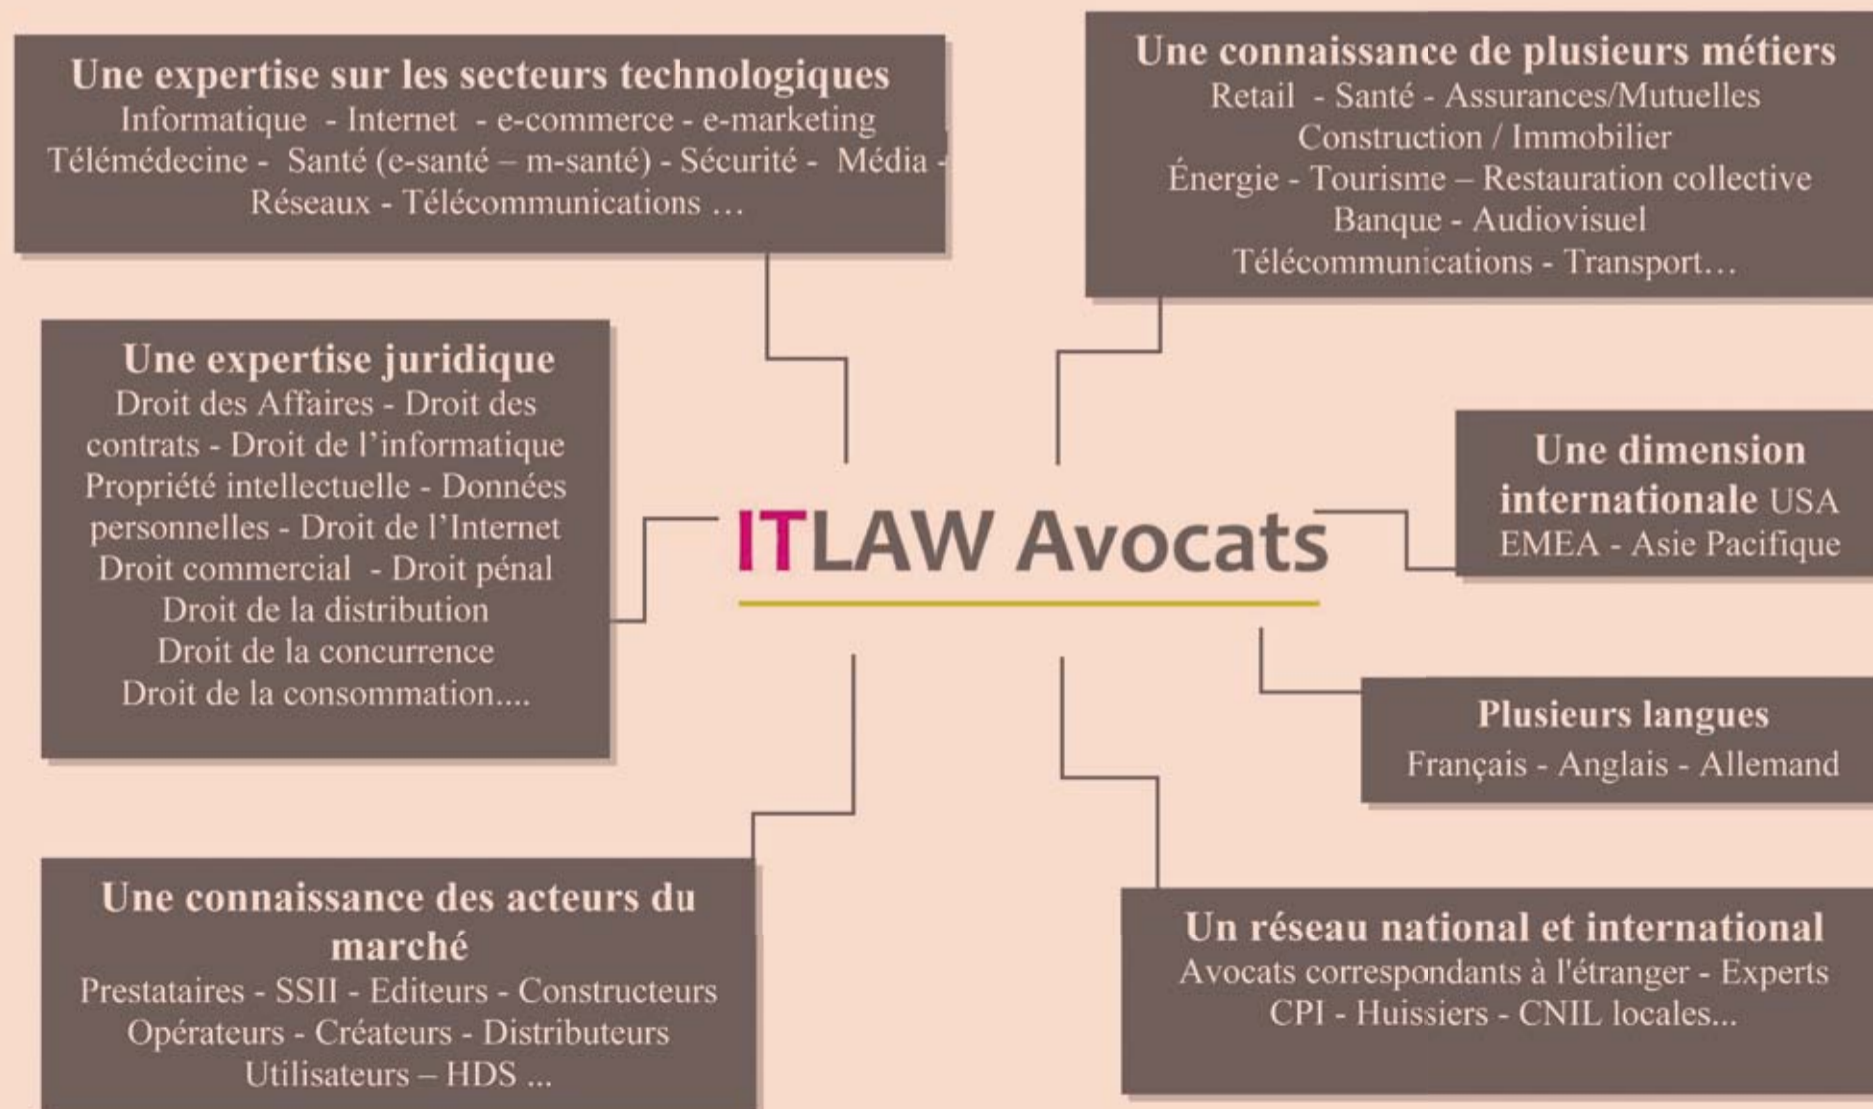 Une expertise sur les secteurs technologiques
Informatique - Internet - e-commerce - e-marketing
Télémédecine - Santé (e-santé – m-santé) - Sécurité - Média -
Réseaux - Télécommunications …
Une connaissance de plusieurs métiers
Retail - Santé - Assurances/Mutuelles
Construction / Immobilier
Énergie - Tourisme – Restauration collective
Banque - Audiovisuel
Télécommunications - Transport…
Une expertise juridique
Droit des Affaires - Droit des
contrats - Droit de l’informatique
Propriété intellectuelle - Données
personnelles - Droit de l’Internet
Droit commercial - Droit pénal
Droit de la distribution
Droit de la concurrence
Droit de la consommation....
ITLAW Avocats
Une dimension
internationale USA
EMEA - Asie Pacifique
Plusieurs langues
Français - Anglais - Allemand
Une connaissance des acteurs du
marché
Prestataires - SSII - Editeurs - Constructeurs
Opérateurs - Créateurs - Distributeurs
Utilisateurs – HDS ...
Un réseau national et international
Avocats correspondants à l'étranger - Experts
CPI - Huissiers - CNIL locales...